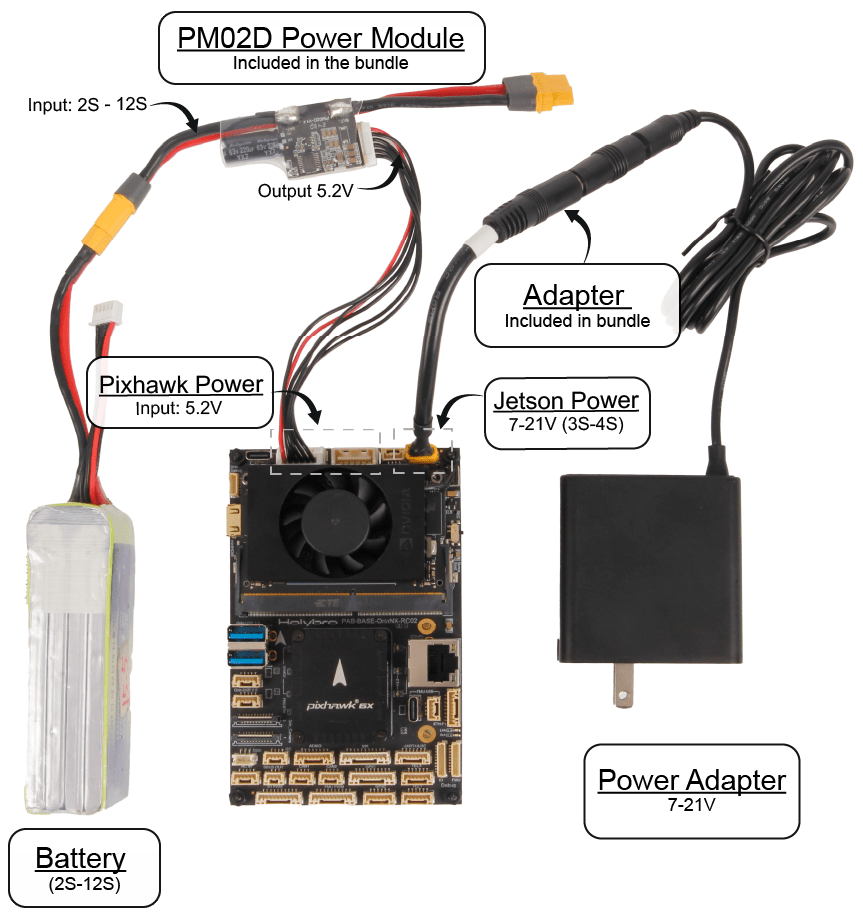 PM02D Power Module
Included in the bundle
Input: 2S - 12S
Output 5.2V
Adapter
Included in bundle
Pixhawk Power
Input: 5.2V
Jetson Power
7-21V (3S-4S)
NVIDIA
Holybro PAB-BASE-OrinNX-RC02
pixhawk 6X
Debug
Power Adapter
7-21V
Battery
(2S-12S)